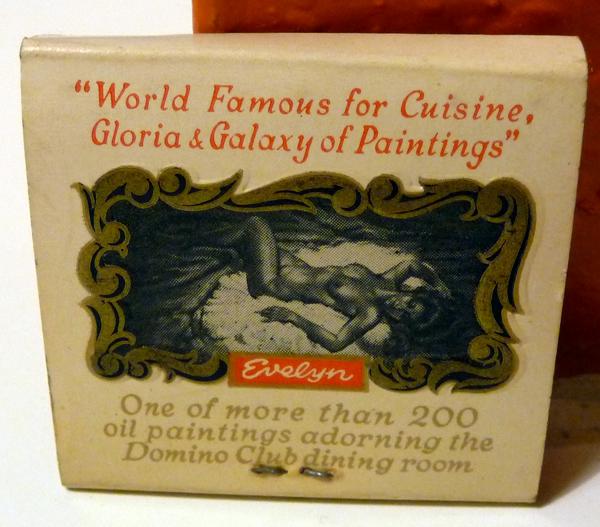 “World Famous for Cuisine,
Gloria & Galaxy of Paintings”
Evelyn
One of more than 200
oil paintings adorning the
Domino Club dining room